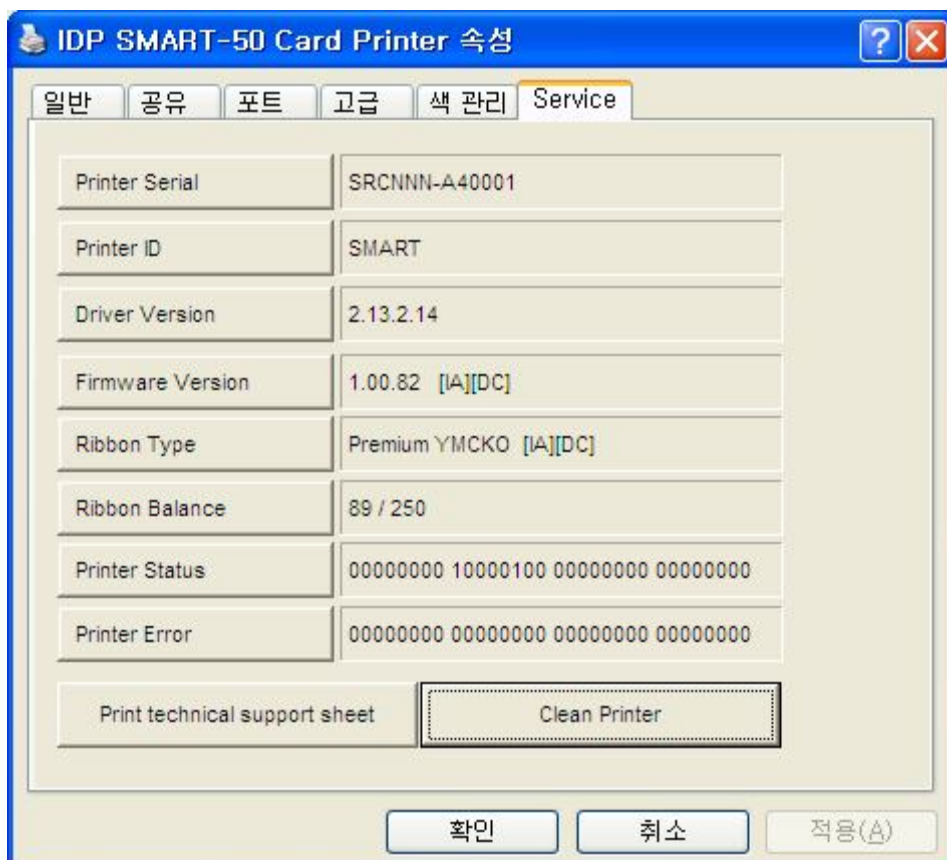 IDP SMART-50 Card Printer 속성
일반 공유 포트 고급 색 관리 Service
Printer Serial SRCNNN-A40001
Printer ID SMART
Driver Version 2.13.2.14
Firmware Version 1.00.82 [IA][DC]
Ribbon Type Premium YMCKO [IA][DC]
Ribbon Balance 89 / 250
Printer Status 00000000 10000100 00000000 00000000
Printer Error 00000000 00000000 00000000 00000000
Print technical support sheet Clean Printer
확인 취소 적용(A)